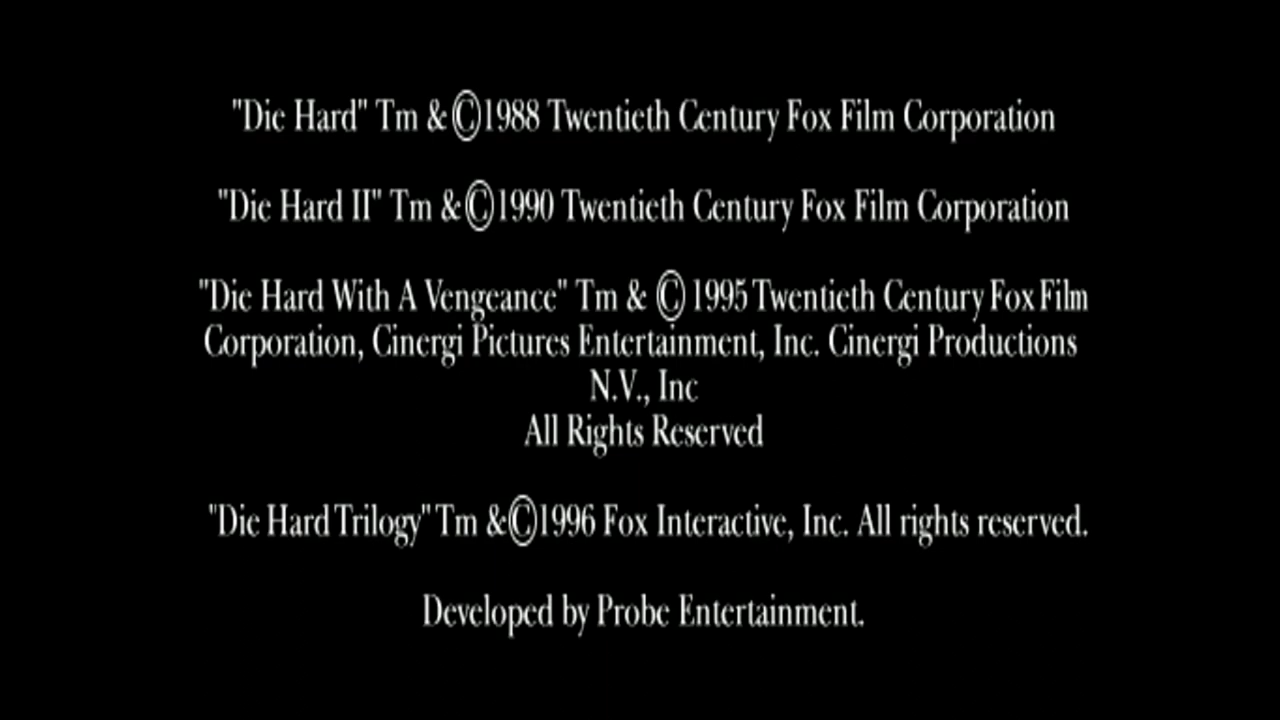 "Die Hard" Tm &©1988 Twentieth Century Fox Film Corporation
"Die Hard II" Tm &©1990 Twentieth Century Fox Film Corporation
"Die Hard With A Vengeance" Tm & © 1995 Twentieth Century Fox Film
Corporation, Cinergi Pictures Entertainment, Inc. Cinergi Productions
N.V., Inc
All Rights Reserved
"Die Hard Trilogy" Tm &©1996 Fox Interactive, Inc. All rights reserved.
Developed by Probe Entertainment.